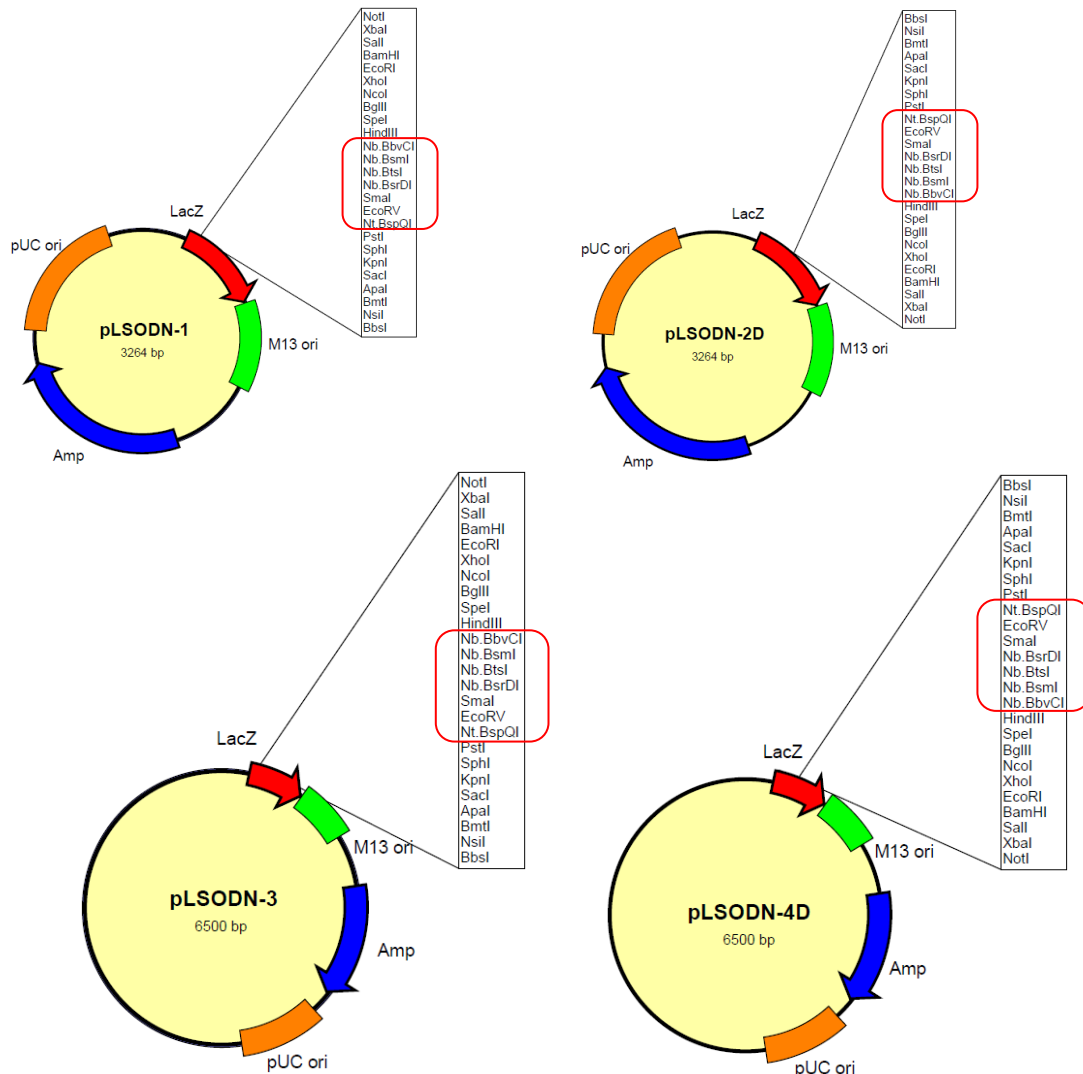 NotI
XbaI
SalI
BamHI
EcoRI
XhoI
NcoI
BglII
SpeI
HindIII
Nb.BbvCI
Nb.BsmI
Nb.BtsI
Nb.BsrDI
SmaI
EcoRV
Nt.BspQI
PstI
SphI
KpnI
SacI
ApaI
BmtI
NsiI
BbsI
LacZ
pUC ori
pLSODN-1
3264 bp
M13 ori
Amp
BbsI
NsiI
BmtI
ApaI
SacI
KpnI
SphI
PstI
Nt.BspQI
EcoRV
SmaI
Nb.BsrDI
Nb.BtsI
Nb.BsmI
Nb.BbvCI
HindIII
SpeI
BglII
NcoI
XhoI
EcoRI
BamHI
SalI
XbaI
NotI
LacZ
pUC ori
pLSODN-2D
3264 bp
M13 ori
Amp
NotI
XbaI
SalI
BamHI
EcoRI
XhoI
NcoI
BglII
SpeI
HindIII
Nb.BbvCI
Nb.BsmI
Nb.BtsI
Nb.BsrDI
SmaI
EcoRV
Nt.BspQI
PstI
SphI
KpnI
SacI
ApaI
BmtI
NsiI
BbsI
LacZ
M13 ori
pLSODN-3
6500 bp
Amp
pUC ori
BbsI
NsiI
BmtI
ApaI
SacI
KpnI
SphI
PstI
Nt.BspQI
EcoRV
SmaI
Nb.BsrDI
Nb.BtsI
Nb.BsmI
Nb.BbvCI
HindIII
SpeI
BglII
NcoI
XhoI
EcoRI
BamHI
SalI
XbaI
NotI
LacZ
M13 ori
pLSODN-4D
6500 bp
Amp
pUC ori